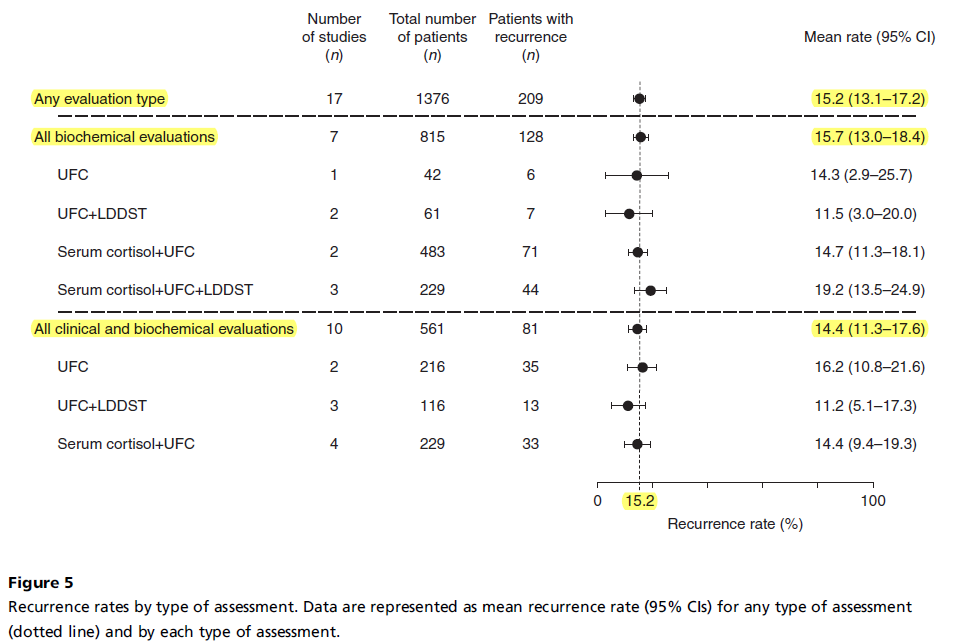 Number of studies (n) Total number of patients (n) Patients with recurrence (n) Mean rate (95% CI)
Any evaluation type 17 1376 209 15.2 (13.1–17.2)
All biochemical evaluations 7 815 128 15.7 (13.0–18.4)
UFC 1 42 6 14.3 (2.9–25.7)
UFC+LDDST 2 61 7 11.5 (3.0–20.0)
Serum cortisol+UFC 2 483 71 14.7 (11.3–18.1)
Serum cortisol+UFC+LDDST 3 229 44 19.2 (13.5–24.9)
All clinical and biochemical evaluations 10 561 81 14.4 (11.3–17.6)
UFC 2 216 35 16.2 (10.8–21.6)
UFC+LDDST 3 116 13 11.2 (5.1–17.3)
Serum cortisol+UFC 4 229 33 14.4 (9.4–19.3)
0 15.2 100
Recurrence rate (%)
Figure 5
Recurrence rates by type of assessment. Data are represented as mean recurrence rate (95% CIs) for any type of assessment
(dotted line) and by each type of assessment.